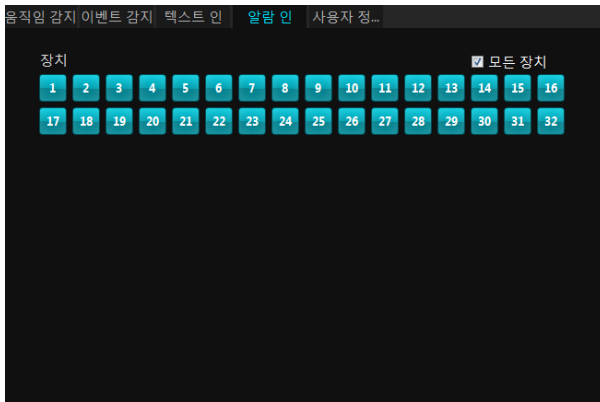 움직임 감지 이벤트 감지 텍스트 인 알람 인 사용자 정...
장치 모든 장치
1 2 3 4 5 6 7 8 9 10 11 12 13 14 15 16
17 18 19 20 21 22 23 24 25 26 27 28 29 30 31 32